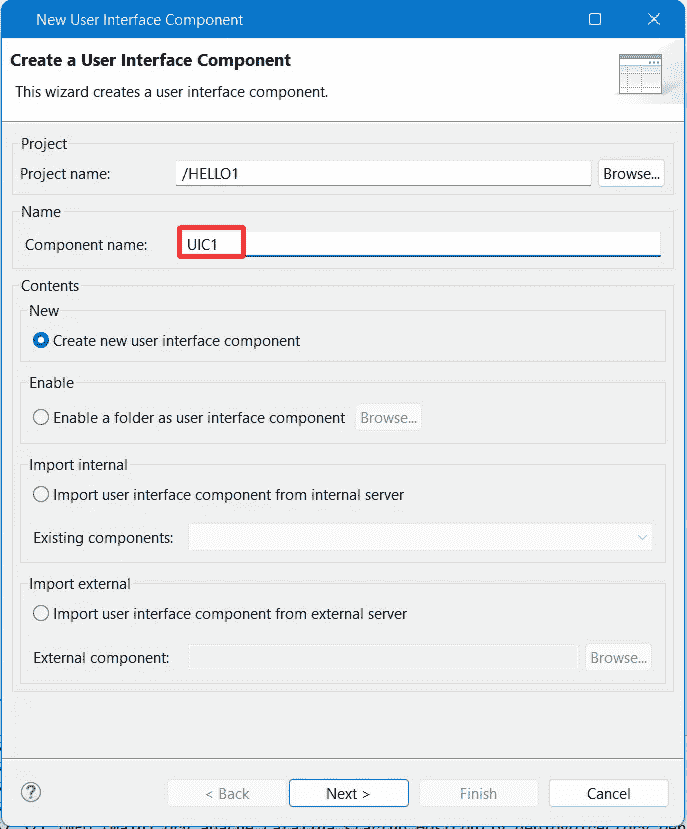 New User Interface Component
Create a User Interface Component
This wizard creates a user interface component.
Project
Project name: /HELLO1 Browse...
Name
Component name: UIC1
Contents
New
Create new user interface component
Enable
Enable a folder as user interface component Browse...
Import internal
Import user interface component from internal server
Existing components:
Import external
Import user interface component from external server
External component: Browse...
? < Back Next > Finish Cancel